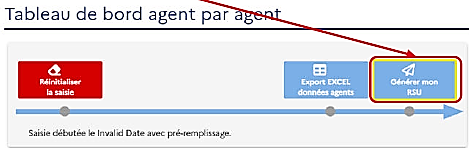 Tableau de bord agent par agent
Réinitialiser
la saisie
Export EXCEL
données agents
Générer mon
RSU
Saisie débutée le Invalid Date avec pré-remplissage.